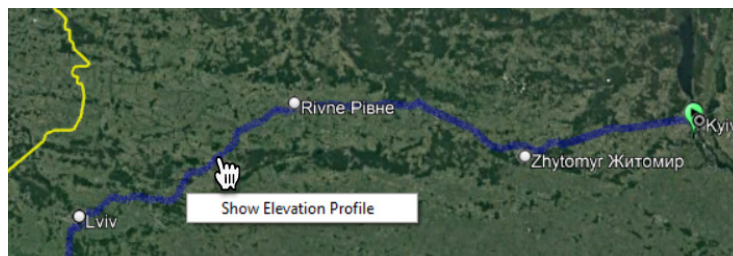 Rivne Рівне
Kyiv
Zhytomyr Житомир
Show Elevation Profile
Lviv